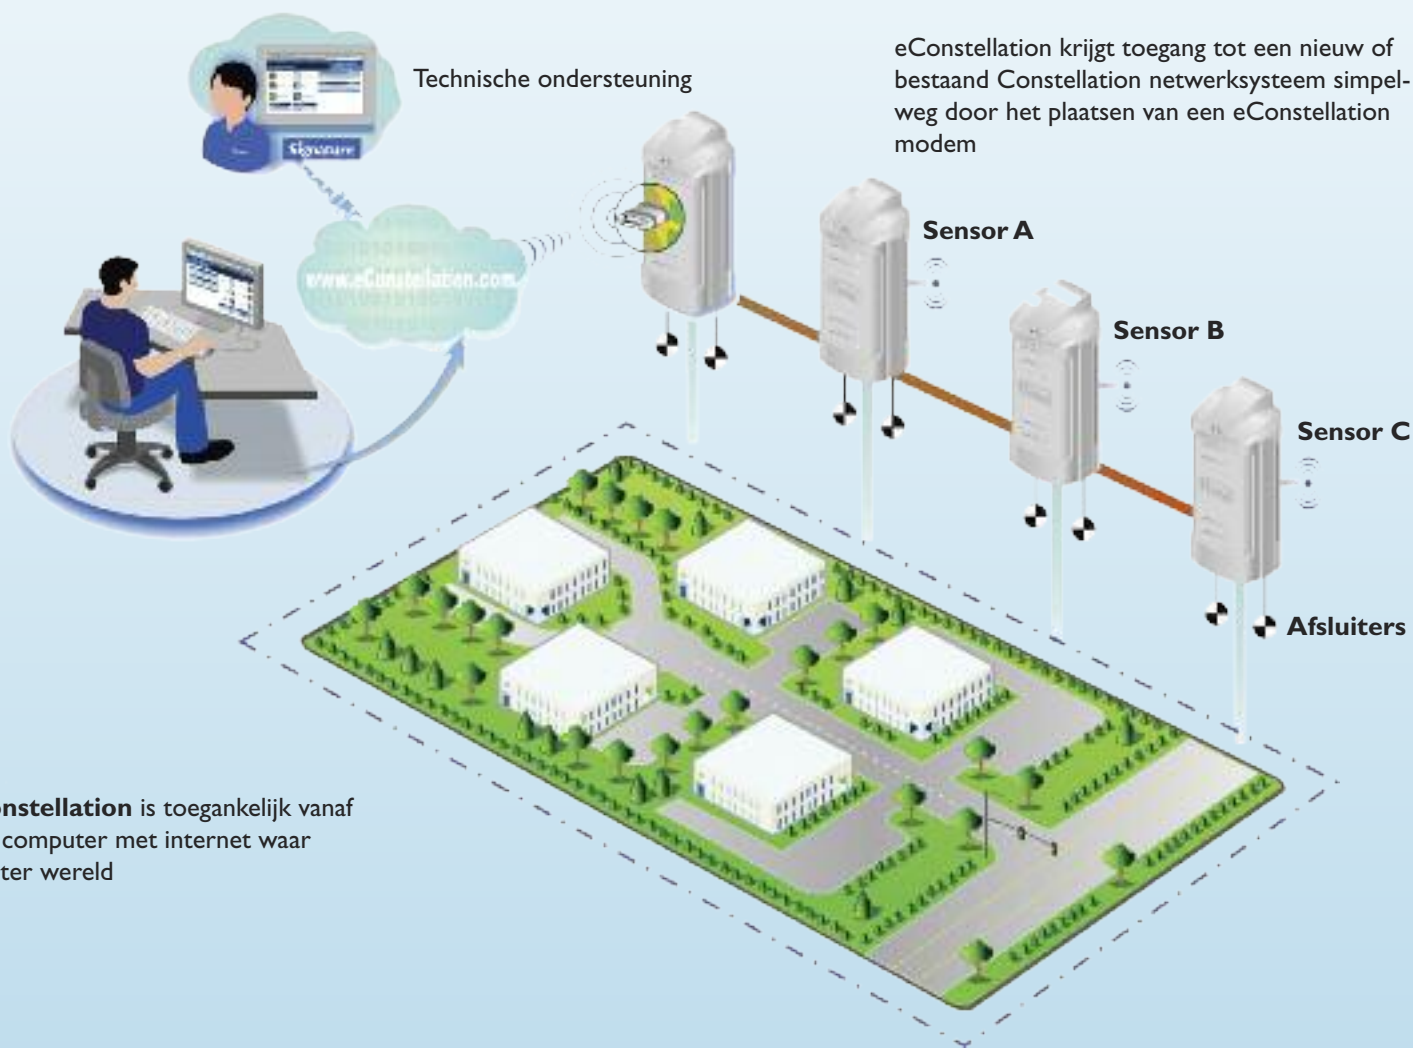 Technische ondersteuning
eConstellation krijgt toegang tot een nieuw of
bestaand Constellation netwerksysteem simpel-
weg door het plaatsen van een eConstellation
modem
Signature
www.eConstellation.com
Sensor A
Sensor B
Sensor C
Afsluiters
onstellation is toegankelijk vanaf
computer met internet waar
ter wereld